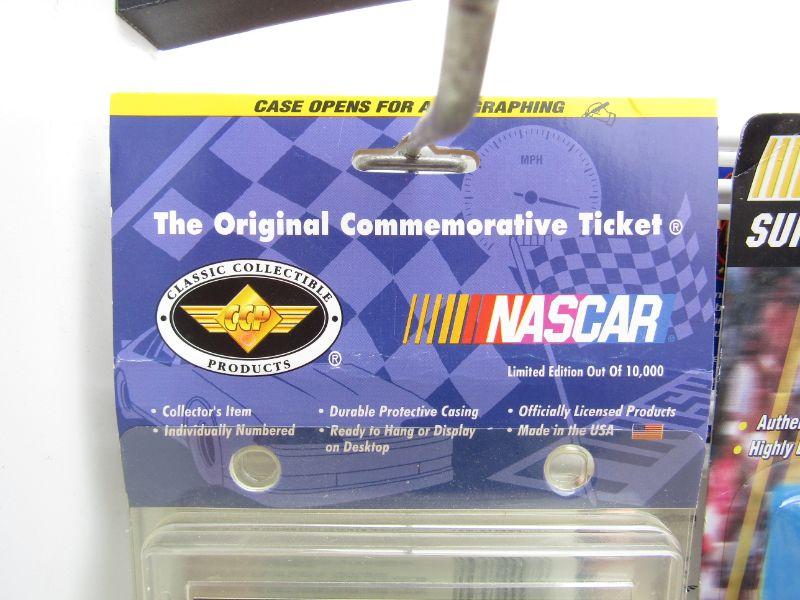 CASE OPENS FOR A GRAPHING
MPH
The Original Commemorative Ticket ®
CLASSIC COLLECTIBLE
CCP
PRODUCTS ®
NASCAR
Limited Edition Out Of 10,000
• Collector's Item
• Individually Numbered
• Durable Protective Casing
• Ready to Hang or Display
on Desktop
• Officially Licensed Products
• Made in the USA
SU
• Authe
• Highly